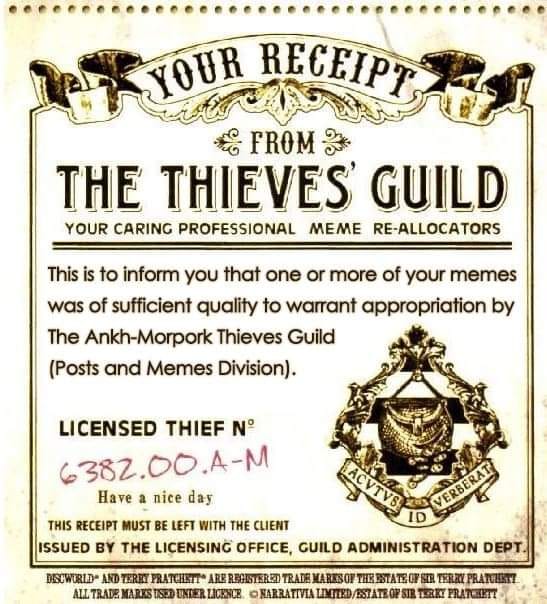 YOUR RECEIPT
FROM
THE THIEVES' GUILD
YOUR CARING PROFESSIONAL MEME RE-ALLOCATORS
This is to inform you that one or more of your memes
was of sufficient quality to warrant appropriation by
The Ankh-Morpork Thieves Guild
(Posts and Memes Division).
LICENSED THIEF Nº
6382.00.A-M
Have a nice day
ACVTVS ID VERBERAT
THIS RECEIPT MUST BE LEFT WITH THE CLIENT
ISSUED BY THE LICENSING OFFICE, GUILD ADMINISTRATION DEPT.
DISCWORLD® AND TERRY PRATCHETT® ARE REGISTERED TRADE MARKS OF THE ESTATE OF SIR TERRY PRATCHETT.
ALL TRADE MARKS USED UNDER LICENCE. © NARRATIVIA LIMITED/ESTATE OF SIR TERRY PRATCHETT